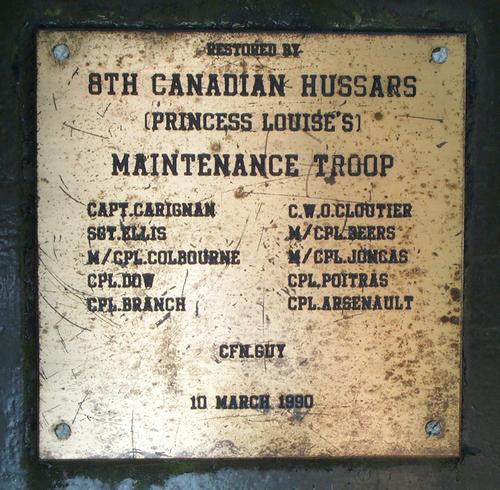 RESTORED BY
8TH CANADIAN HUSSARS
(PRINCESS LOUISE'S)
MAINTENANCE TROOP
CAPT.CARIGNAN C.W.O.CLOUTIER
SGT.ELLIS M/CPL.BEERS
M/CPL.COLBOURNE M/CPL.JONCAS
CPL.DOW CPL.POITRAS
CPL.BRANCH CPL.ARSENAULT
CFN.GUY
10 MARCH 1990